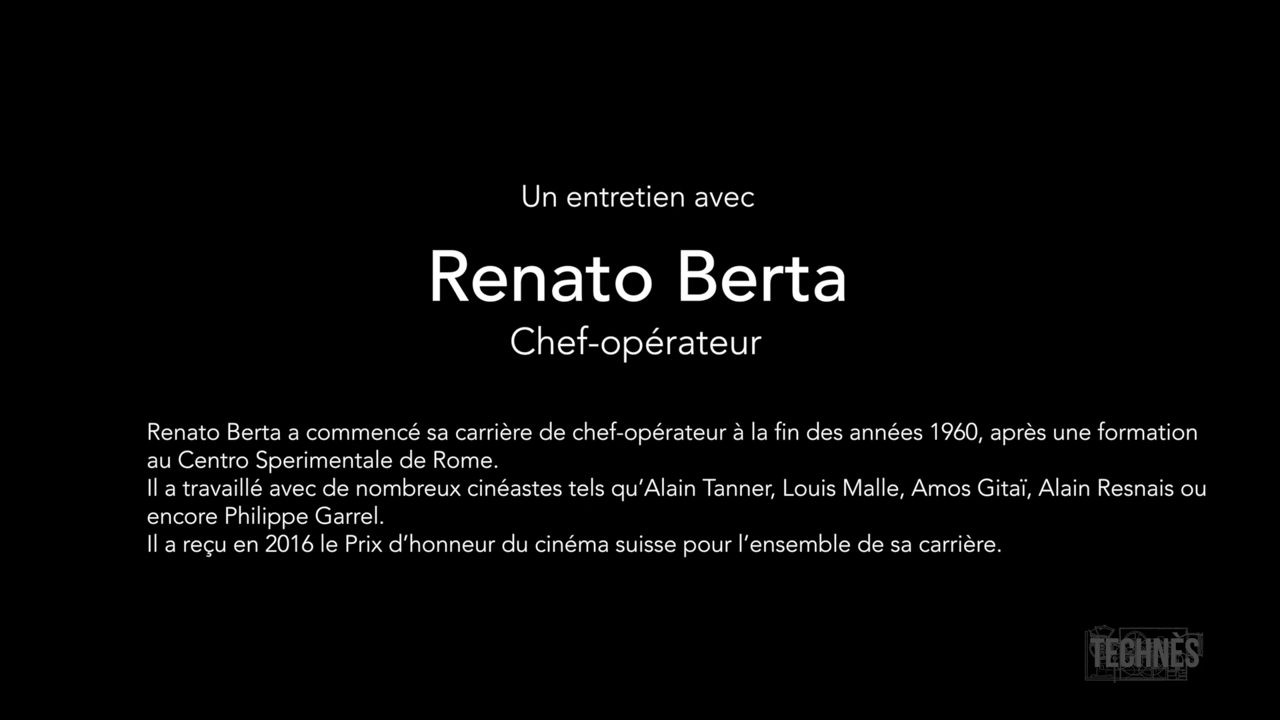 Un entretien avec
Renato Berta
Chef-opérateur
Renato Berta a commencé sa carrière de chef-opérateur à la fin des années 1960, après une formation
au Centro Sperimentale de Rome.
Il a travaillé avec de nombreux cinéastes tels qu’Alain Tanner, Louis Malle, Amos Gitaï, Alain Resnais ou
encore Philippe Garrel.
Il a reçu en 2016 le Prix d’honneur du cinéma suisse pour l’ensemble de sa carrière.
TECHNÈS